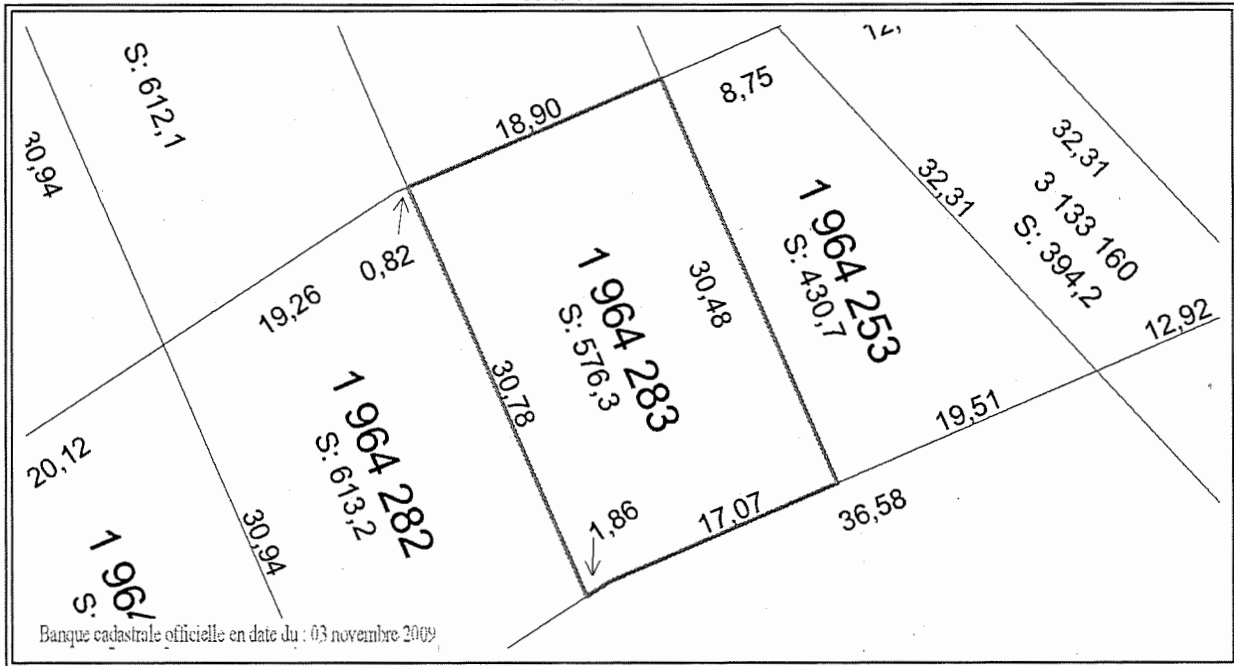 S: 612,1
30,94
18,90
8,75
12,
32,31
32,31
3 133 160
S: 394,2
12,92
1 964 253
S: 430,7
30,48
1 964 283
S: 576,3
0,82
19,26
30,78
20,12
1 964 282
S: 613,2
30,94
1,86
17,07
36,58
19,51
1 964
S:
Banque cadastrale officielle en date du : 03 novembre 2009